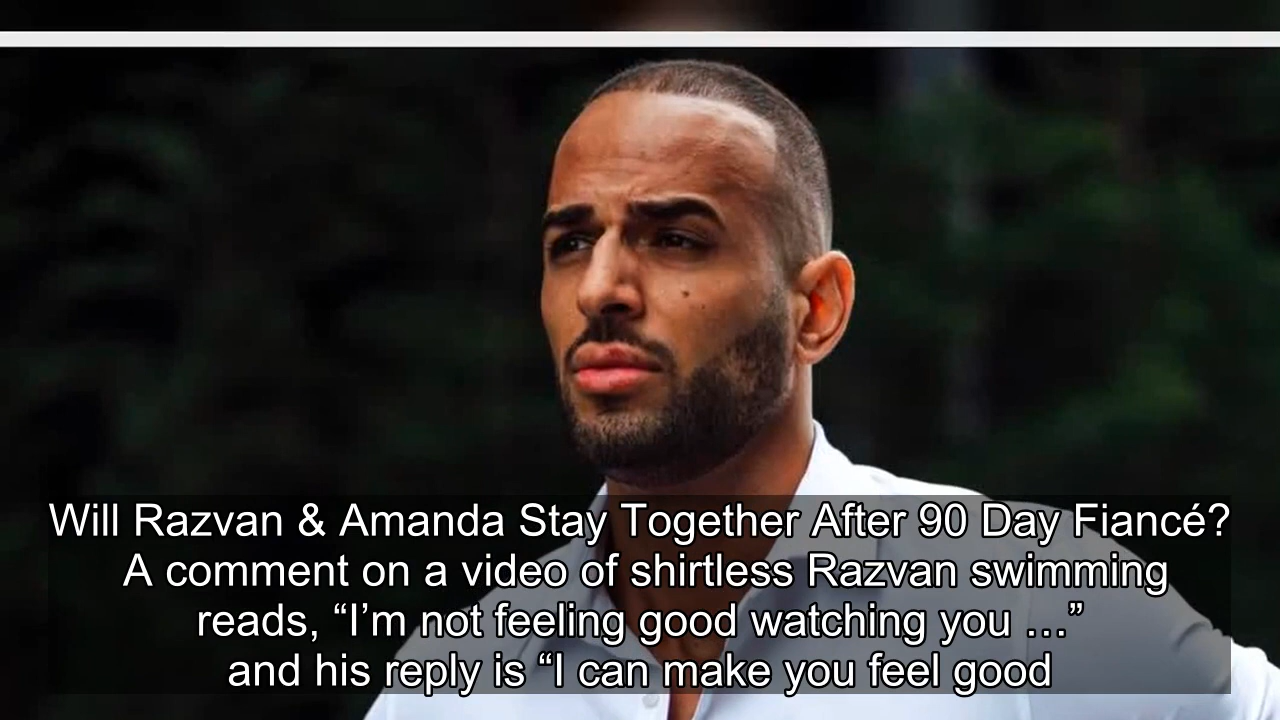 Will Razvan & Amanda Stay Together After 90 Day Fiancé?
A comment on a video of shirtless Razvan swimming
reads, “I’m not feeling good watching you …”
and his reply is “I can make you feel good